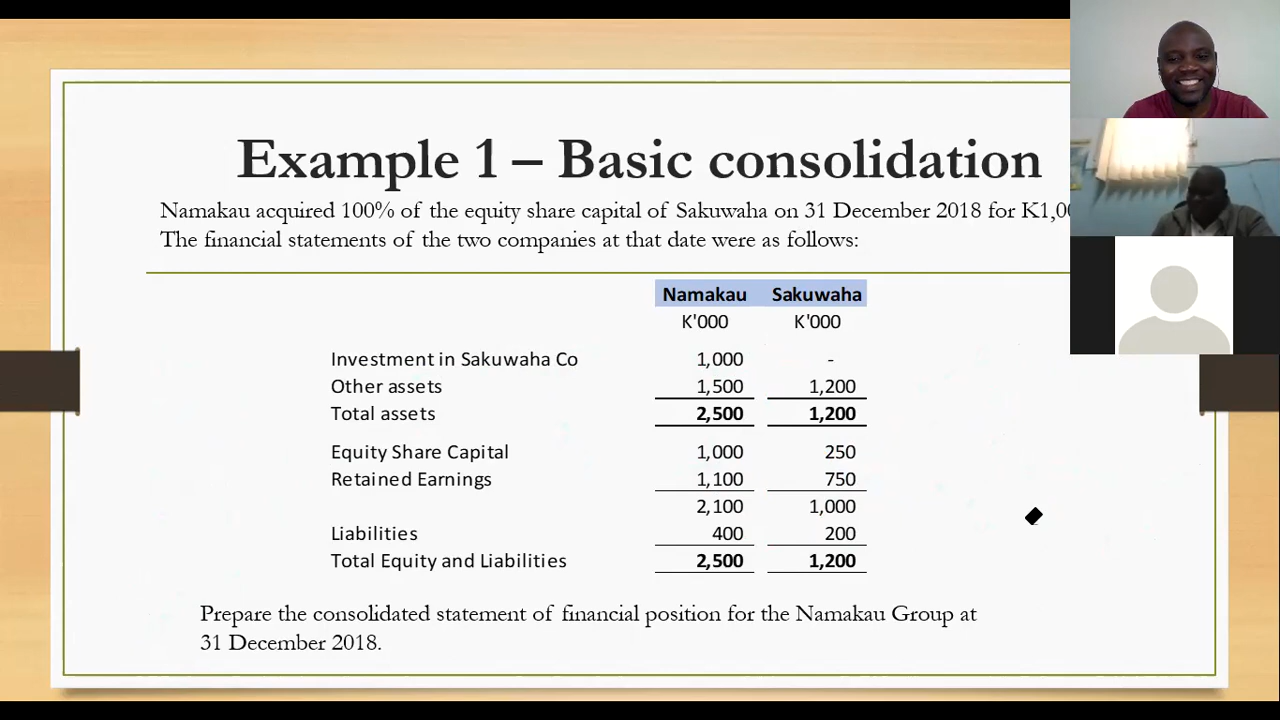 Example 1 – Basic consolidation
Namakau acquired 100% of the equity share capital of Sakuwaha on 31 December 2018 for
The financial statements of the two companies at that date were as follows:
Namakau Sakuwaha
K'000 K'000
Investment in Sakuwaha Co 1,000 -
Other assets 1,500 1,200
Total assets 2,500 1,200
Equity Share Capital 1,000 250
Retained Earnings 1,100 750
2,100 1,000
Liabilities 400 200
Total Equity and Liabilities 2,500 1,200
Prepare the consolidated statement of financial position for the Namakau Group at
31 December 2018.